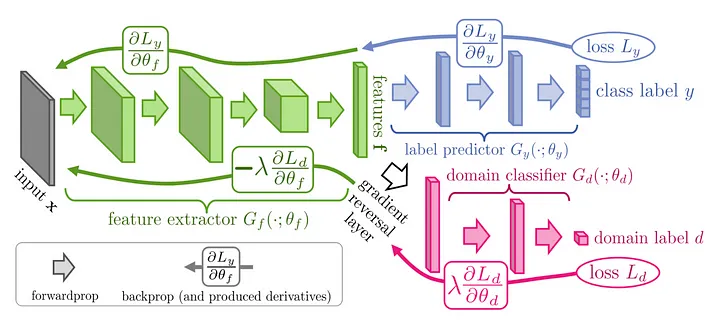 ∂L_y/∂θ_f
∂L_y/∂θ_y
loss L_y
features f
class label y
label predictor G_y(·;θ_y)
input x
−λ ∂L_d/∂θ_f
feature extractor G_f(·;θ_f)
gradient
reversal
layer
domain classifier G_d(·;θ_d)
domain label d
λ ∂L_d/∂θ_d
loss L_d
∂L_y/∂θ_f
forwardprop
backprop (and produced derivatives)